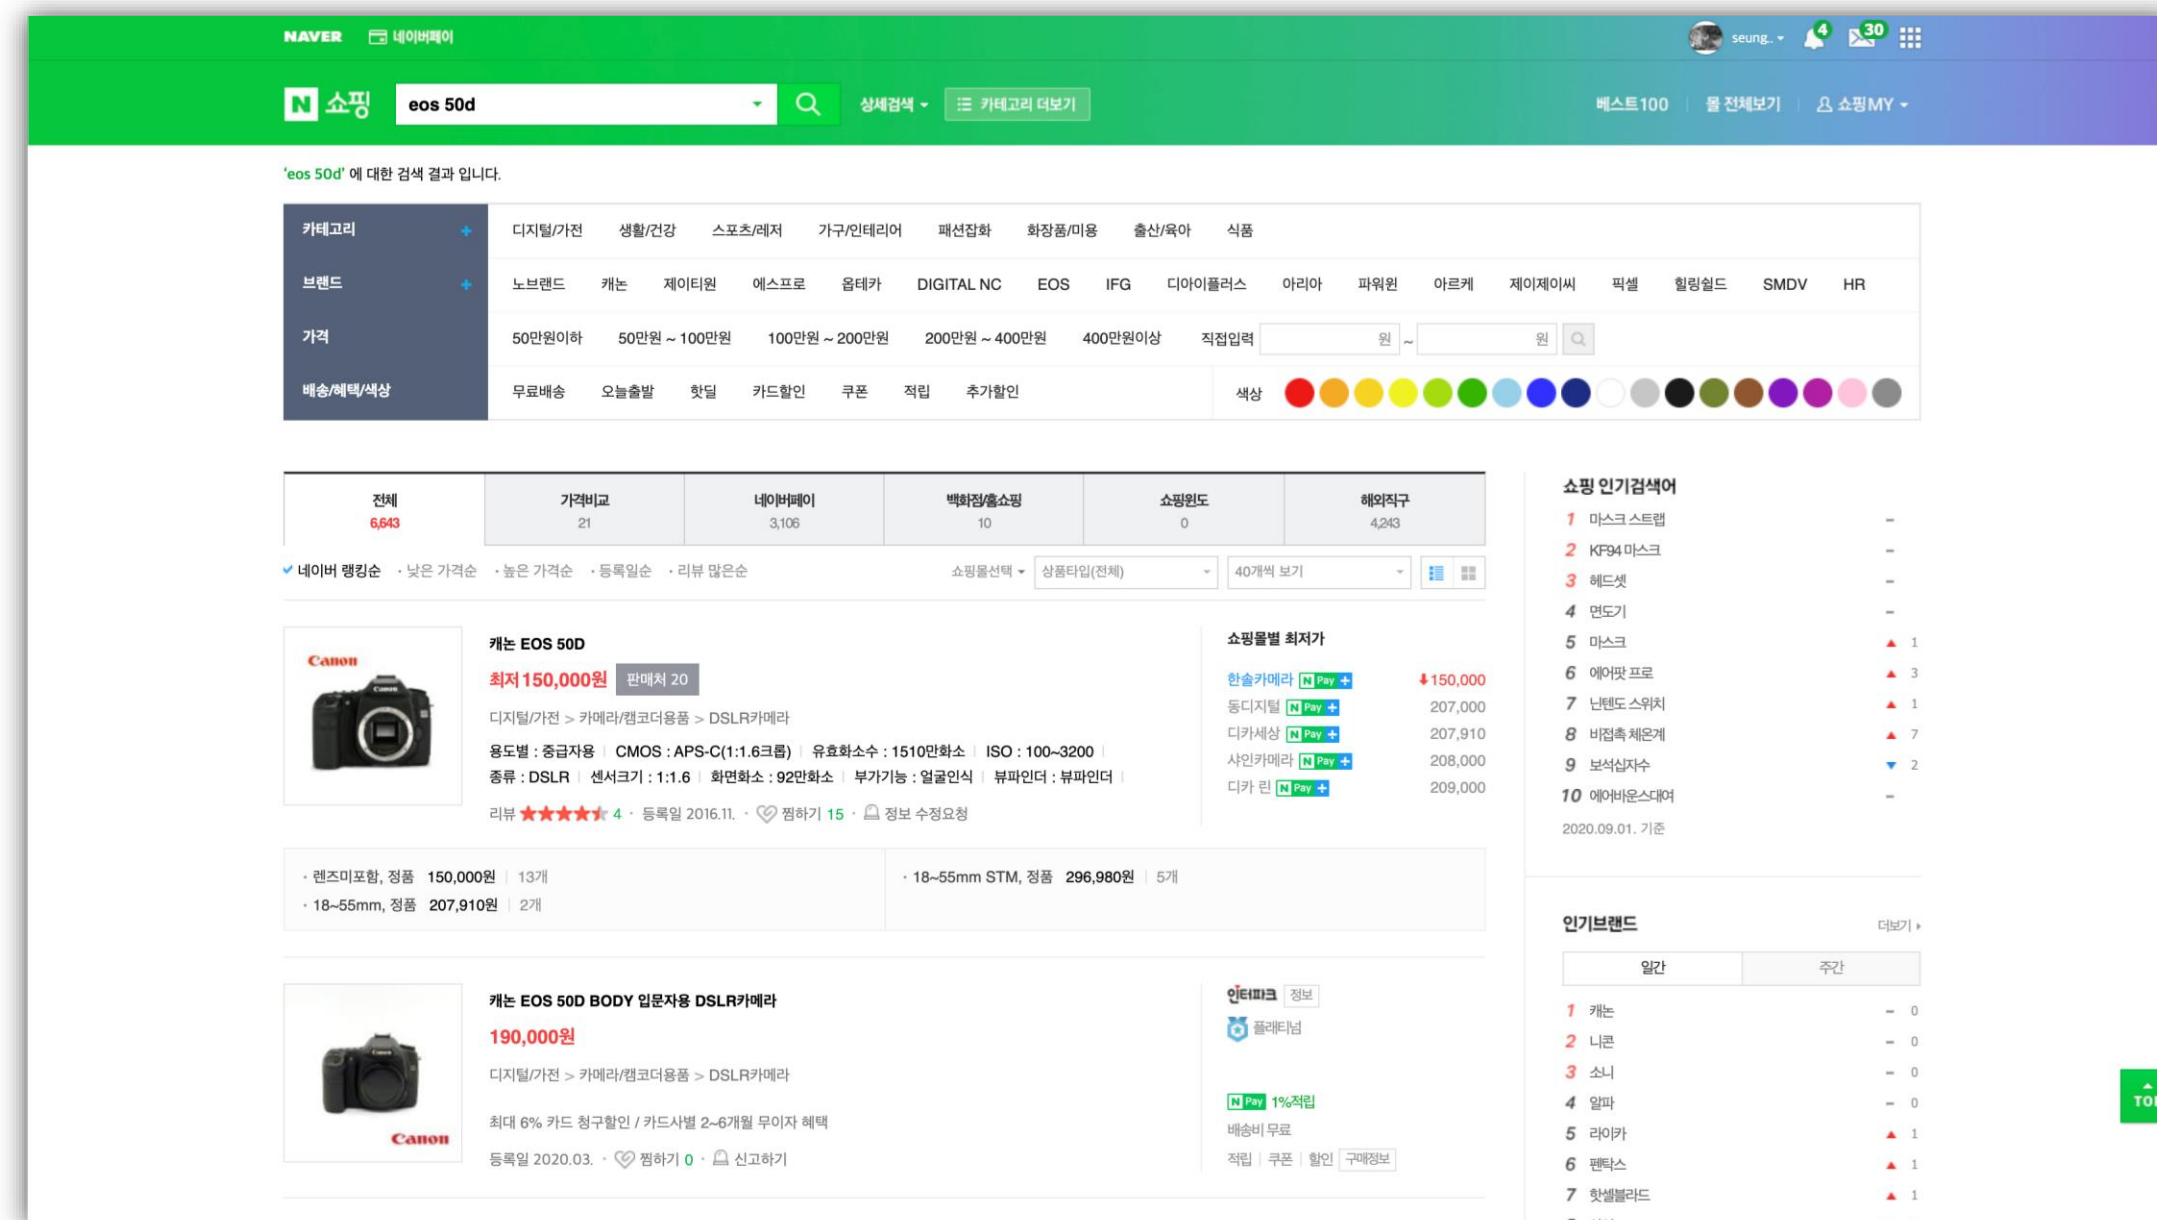 NAVER 네이버페이 seung.. 4 30
N 쇼핑 eos 50d 상세검색 카테고리 더보기 베스트100 몰 전체보기 쇼핑MY
'eos 50d' 에 대한 검색 결과 입니다.
카테고리 + 디지털/가전 생활/건강 스포츠/레저 가구/인테리어 패션잡화 화장품/미용 출산/육아 식품
브랜드 + 노브랜드 캐논 제이티원 에스프로 옵테카 DIGITAL NC EOS IFG 디아이플러스 아리아 파워윈 아르케 제이제이씨 픽셀 힐링쉴드 SMDV HR
가격 50만원이하 50만원 ~ 100만원 100만원 ~ 200만원 200만원 ~ 400만원 400만원이상 직접입력 원 ~ 원
배송/혜택/색상 무료배송 오늘출발 핫딜 카드할인 쿠폰 적립 추가할인 색상
전체 가격비교 네이버페이 백화점/홈쇼핑 쇼핑윈도 해외직구
6,643 21 3,106 10 0 4,243
네이버 랭킹순 · 낮은 가격순 · 높은 가격순 · 등록일순 · 리뷰 많은순 쇼핑몰선택 상품타입(전체) 40개씩 보기
Canon
Canon
캐논 EOS 50D
최저 150,000원 판매처 20
디지털/가전 > 카메라/캠코더용품 > DSLR카메라
용도별 : 중급자용 | CMOS : APS-C(1:1.6크롭) | 유효화소수 : 1510만화소 | ISO : 100~3200 |
종류 : DSLR | 센서크기 : 1:1.6 | 화면화소 : 92만화소 | 부가기능 : 얼굴인식 | 뷰파인더 : 뷰파인더 |
리뷰 4 · 등록일 2016.11. · 찜하기 15 · 정보 수정요청
쇼핑몰별 최저가
한솔카메라 N Pay + 150,000
동디지털 N Pay + 207,000
디카세상 N Pay + 207,910
샤인카메라 N Pay + 208,000
디카 린 N Pay + 209,000
· 렌즈미포함, 정품 150,000원 | 13개
· 18~55mm STM, 정품 296,980원 | 5개
· 18~55mm, 정품 207,910원 | 2개
Canon
Canon
캐논 EOS 50D BODY 입문자용 DSLR카메라
190,000원
디지털/가전 > 카메라/캠코더용품 > DSLR카메라
최대 6% 카드 청구할인 / 카드사별 2~6개월 무이자 혜택
등록일 2020.03. · 찜하기 0 · 신고하기
인터파크 정보
플래티넘
N Pay 1%적립
배송비 무료
적립 | 쿠폰 | 할인 구매정보
쇼핑 인기검색어
1 마스크 스트랩 –
2 KF94 마스크 –
3 헤드셋 –
4 면도기 –
5 마스크 ▲ 1
6 에어팟 프로 ▲ 3
7 닌텐도 스위치 ▲ 1
8 비접촉 체온계 ▲ 7
9 보석십자수 ▼ 2
10 에어바운스대여 –
2020.09.01. 기준
인기브랜드 더보기
일간 주간
1 캐논 – 0
2 니콘 – 0
3 소니 – 0
4 알파 – 0
5 라이카 ▲ 1
6 펜탁스 ▲ 1
7 핫셀블라드 ▲ 1